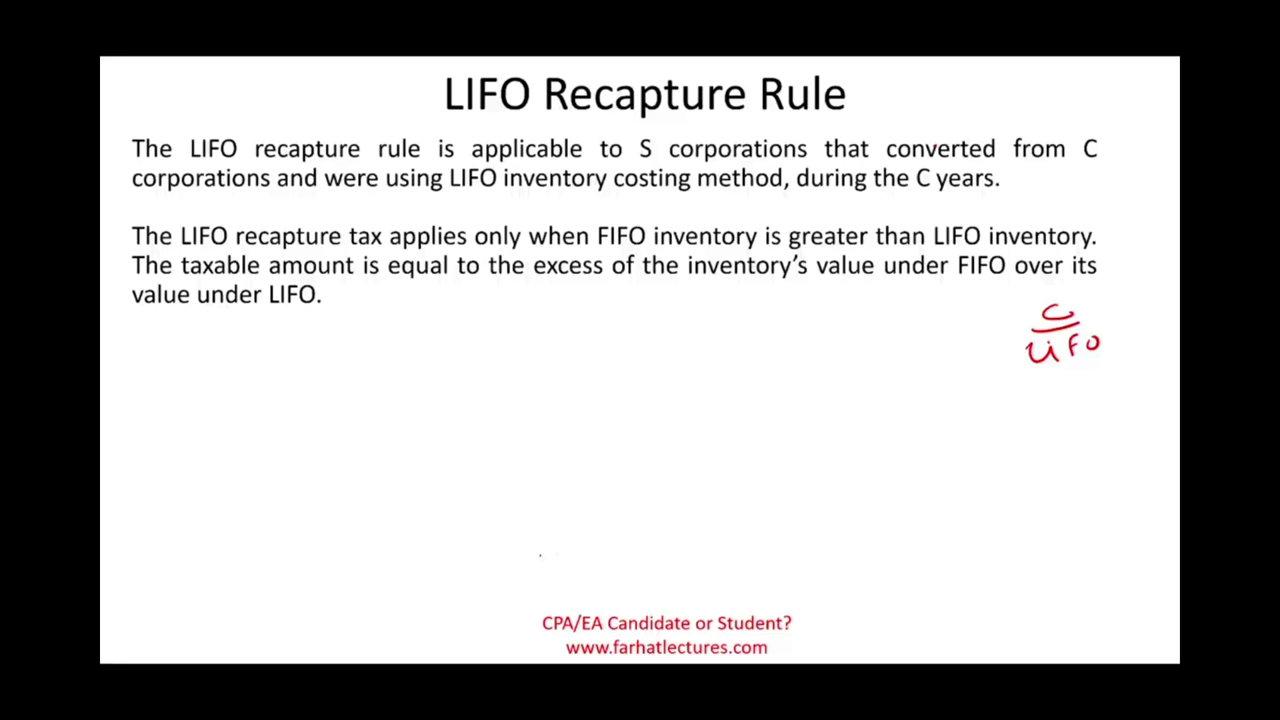 LIFO Recapture Rule
The LIFO recapture rule is applicable to S corporations that converted from C
corporations and were using LIFO inventory costing method, during the C years.
The LIFO recapture tax applies only when FIFO inventory is greater than LIFO inventory.
The taxable amount is equal to the excess of the inventory’s value under FIFO over its
value under LIFO.
C
LiFO
CPA/EA Candidate or Student?
www.farhatlectures.com